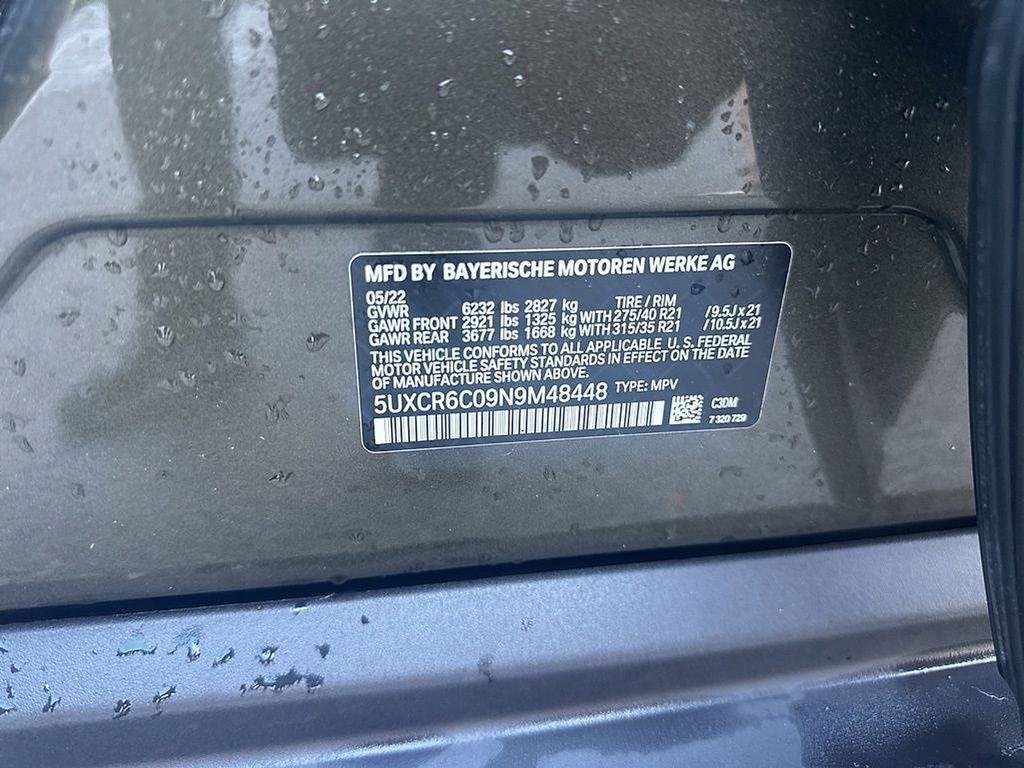 MFD BY BAYERISCHE MOTOREN WERKE AG
05/22 TIRE / RIM
GVWR 6232 lbs 2827 kg
GAWR FRONT 2921 lbs 1325 kg WITH 275/40 R21 /9.5J x 21
GAWR REAR 3677 lbs 1668 kg WITH 315/35 R21 /10.5J x 21
THIS VEHICLE CONFORMS TO ALL APPLICABLE U.S. FEDERAL
MOTOR VEHICLE SAFETY STANDARDS IN EFFECT ON THE DATE
OF MANUFACTURE SHOWN ABOVE.
5UXCR6C09N9M48448 TYPE: MPV
C3DM
7 320 729